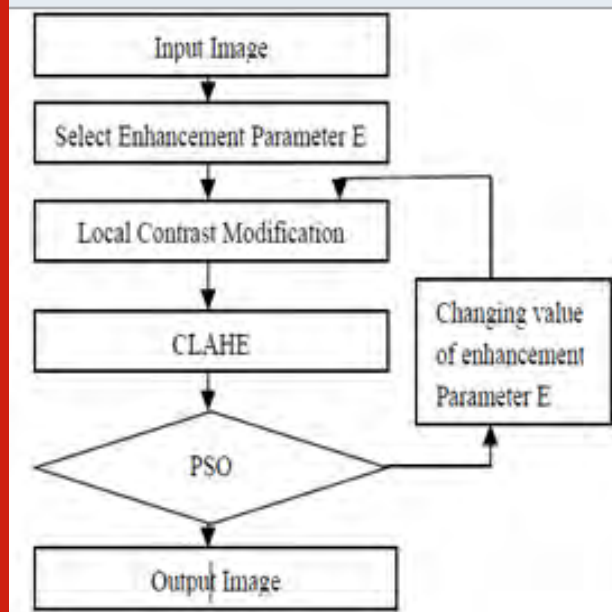 Input Image
Select Enhancement Parameter E
Local Contrast Modification
CLAHE
Changing value
of enhancement
Parameter E
PSO
Output Image